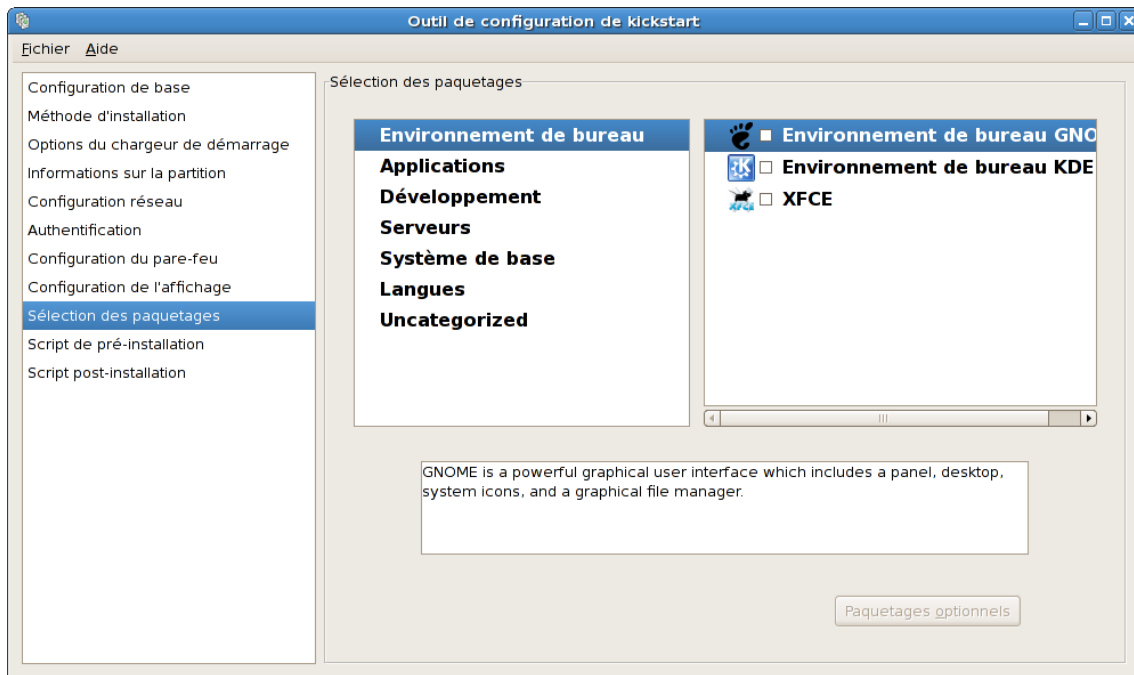 Outil de configuration de kickstart
Fichier Aide
Configuration de base
Méthode d'installation
Options du chargeur de démarrage
Informations sur la partition
Configuration réseau
Authentification
Configuration du pare-feu
Configuration de l'affichage
Sélection des paquetages
Script de pré-installation
Script post-installation
Sélection des paquetages
Environnement de bureau
Applications
Développement
Serveurs
Système de base
Langues
Uncategorized
Environnement de bureau GNO
Environnement de bureau KDE
XFCE
GNOME is a powerful graphical user interface which includes a panel, desktop,
system icons, and a graphical file manager.
Paquetages optionnels